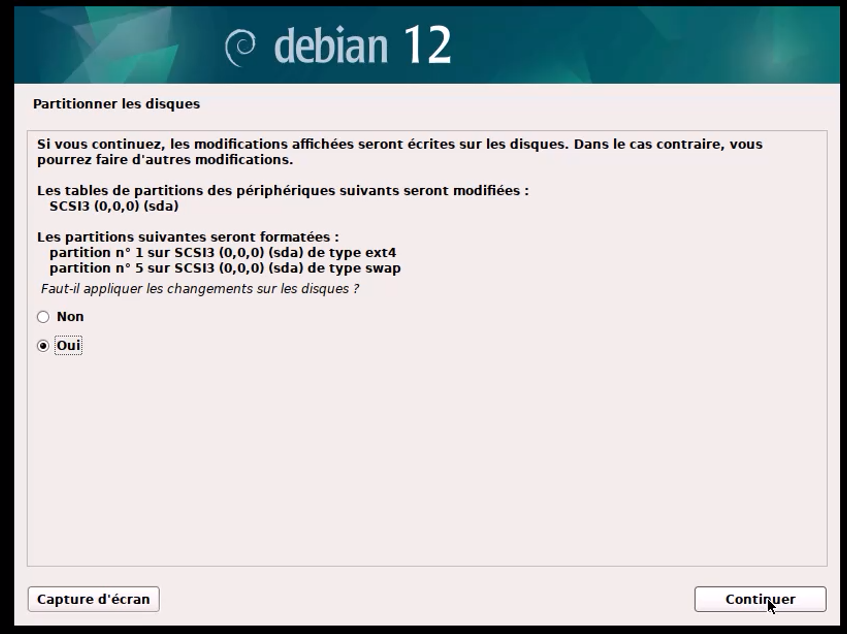 debian 12
Partitionner les disques
Si vous continuez, les modifications affichées seront écrites sur les disques. Dans le cas contraire, vous
pourrez faire d'autres modifications.
Les tables de partitions des périphériques suivants seront modifiées :
SCSI3 (0,0,0) (sda)
Les partitions suivantes seront formatées :
partition n° 1 sur SCSI3 (0,0,0) (sda) de type ext4
partition n° 5 sur SCSI3 (0,0,0) (sda) de type swap
Faut-il appliquer les changements sur les disques ?
Non
Oui
Capture d'écran
Continuer